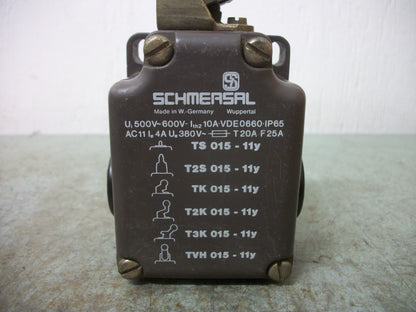 SCHMERSAL
Made in W.-Germany Wuppertal
Ui 500V~600V- Ith2 10A·VDE0660·IP65
AC11 Ie 4A Ue 380V~ T20A F25A
TS 015 - 11y
T2S 015 - 11y
TK 015 - 11y
T2K 015 - 11y
T3K 015 - 11y
TVH 015 - 11y